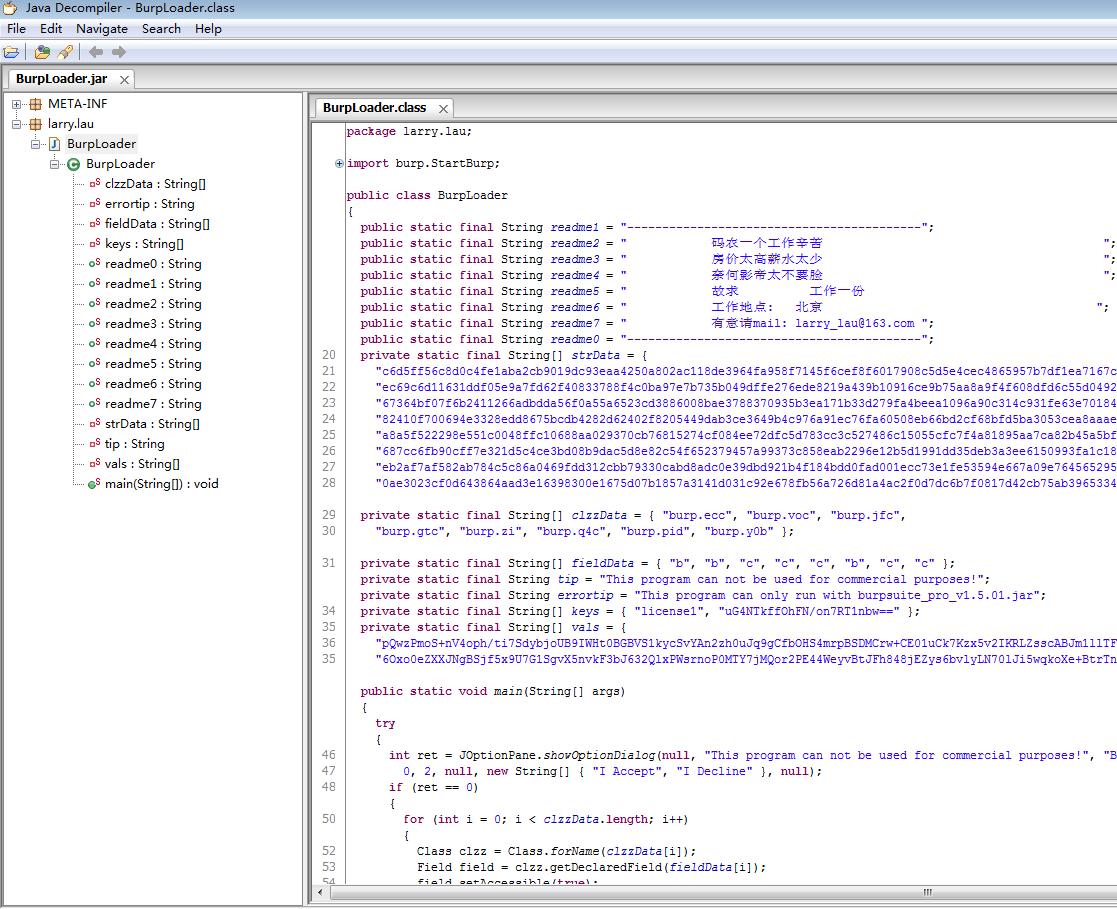 Java Decompiler - BurpLoader.class
File Edit Navigate Search Help
BurpLoader.jar
META-INF
larry.lau
BurpLoader
BurpLoader
clzzData : String[]
errortip : String
fieldData : String[]
keys : String[]
readme0 : String
readme1 : String
readme2 : String
readme3 : String
readme4 : String
readme5 : String
readme6 : String
readme7 : String
strData : String[]
tip : String
vals : String[]
main(String[]) : void
BurpLoader.class
package larry.lau;
import burp.StartBurp;
public class BurpLoader
{
public static final String readme1 = "------------------------------------------";
public static final String readme2 = " 码农一个工作辛苦 ";
public static final String readme3 = " 房价太高薪水太少 ";
public static final String readme4 = " 奈何影帝太不要脸 ";
public static final String readme5 = " 故求 工作一份
public static final String readme6 = " 工作地点: 北京 ";
public static final String readme7 = " 有意请mail: larry_lau@163.com ";
public static final String readme0 = "------------------------------------------";
20 private static final String[] strData = {
21 "c6d5ff56c8d0c4fe1aba2cb9019dc93eaa4250a802ac118de3964fa958f7145f6cef8f6017908c5d5e4cec4865957b7df1ea7167c
22 "ec69c6d11631ddf05e9a7fd62f40833788f4c0ba97e7b735b049dffe276ede8219a439b10916ce9b75aa8a9f4f608dfd6c55d0492
23 "67364bf07f6b2411266adbdda56f0a55a6523cd3886008bae3788370935b3ea171b33d279fa4beea1096a90c314c931fe63e70184
24 "82410f700694e3328edd8675bcdb4282d62402f8205449dab3ce3649b4c976a91ec76fa60508eb66bd2cf68bfd5ba3053cea8aaae
25 "a8a5f522298e551c0048ffc10688aa029370cb76815274cf084ee72dfc5d783cc3c527486c15055cfc7f4a81895aa7ca82b45a5bf
26 "687cc6fb90cff7e321d5c4ce3bd08b9dac5d8e82c54f652379457a99373c858eab2296e12b5d1991dd35deb3a3ee6150993fa1c18
27 "eb2af7af582ab784c5c86a0469fdd312cbb79330cabd8adc0e39dbd921b4f184bdd0fad001ecc73e1fe53594e667a09e764565295
28 "0ae3023cf0d643864aad3e16398300e1675d07b1857a3141d031c92e678fb56a726d81a4ac2f0d7dc6b7f0817d42cb75ab3965334
29 private static final String[] clzzData = { "burp.ecc", "burp.voc", "burp.jfc",
30 "burp.gtc", "burp.zi", "burp.q4c", "burp.pid", "burp.y0b" };
31 private static final String[] fieldData = { "b", "b", "c", "c", "c", "b", "c", "c" };
private static final String tip = "This program can not be used for commercial purposes!";
private static final String errortip = "This program can only run with burpsuite_pro_v1.5.01.jar";
34 private static final String[] keys = { "license1", "uG4NTkffOhFN/on7RT1nbw==" };
35 private static final String[] vals = {
36 "pQwzPmoS+nV4oph/ti7SdybjoUB9IWHt0BGBVS1kycSvYAn2zh0uJq9gCfbOHS4mrpBSDMCrw+CE01uCk7Kzx5v2IKRLZsscABJm1llTF
35 "6Oxo0eZXXJNgBSjf5x9U7GlSgvX5nvkF3bJ632QlxPWsrnoP0MTY7jMQor2PE44WeyvBtJFh848jEZys6bvlyLN70lJi5wqkoXe+BtrTn
public static void main(String[] args)
{
try
{
46 int ret = JOptionPane.showOptionDialog(null, "This program can not be used for commercial purposes!", "B
47 0, 2, null, new String[] { "I Accept", "I Decline" }, null);
48 if (ret == 0)
{
50 for (int i = 0; i < clzzData.length; i++)
{
52 Class clzz = Class.forName(clzzData[i]);
53 Field field = clzz.getDeclaredField(fieldData[i]);
54 field.setAccessible(true);